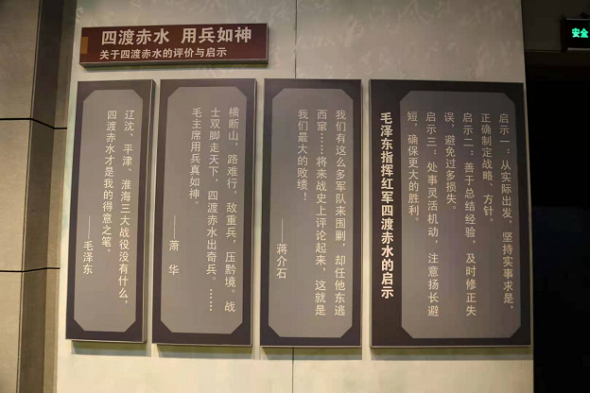 四渡赤水 用兵如神
关于四渡赤水的评价与启示
辽沈、平津、淮海三大战役没有什么，
四渡赤水才是我的得意之笔。
——毛泽东
横断山，路难行，敌重兵，压黔境。战
士双脚走天下，四渡赤水出奇兵。……
毛主席用兵真如神。
——萧 华
我们有这么多军队来围剿，却任他东逃
西窜……将来战史上评论起来，这就是
我们最大的败绩！
——蒋介石
毛泽东指挥红军四渡赤水的启示
启示一：从实际出发，坚持实事求是，
正确制定战略、方针。
启示二：善于总结经验，及时修正失
误，避免过多损失。
启示三：处事灵活机动，注意扬长避
短，确保更大的胜利。
安全